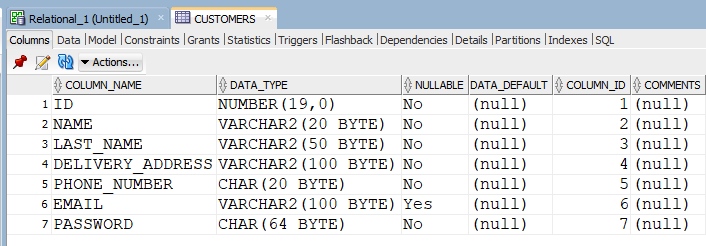 Relational_1 (Untitled_1) CUSTOMERS
Columns Data Model Constraints Grants Statistics Triggers Flashback Dependencies Details Partitions Indexes SQL
Actions...
COLUMN_NAME DATA_TYPE NULLABLE DATA_DEFAULT COLUMN_ID COMMENTS
1 ID NUMBER(19,0) No (null) 1 (null)
2 NAME VARCHAR2(20 BYTE) No (null) 2 (null)
3 LAST_NAME VARCHAR2(50 BYTE) No (null) 3 (null)
4 DELIVERY_ADDRESS VARCHAR2(100 BYTE) No (null) 4 (null)
5 PHONE_NUMBER CHAR(20 BYTE) No (null) 5 (null)
6 EMAIL VARCHAR2(100 BYTE) Yes (null) 6 (null)
7 PASSWORD CHAR(64 BYTE) No (null) 7 (null)